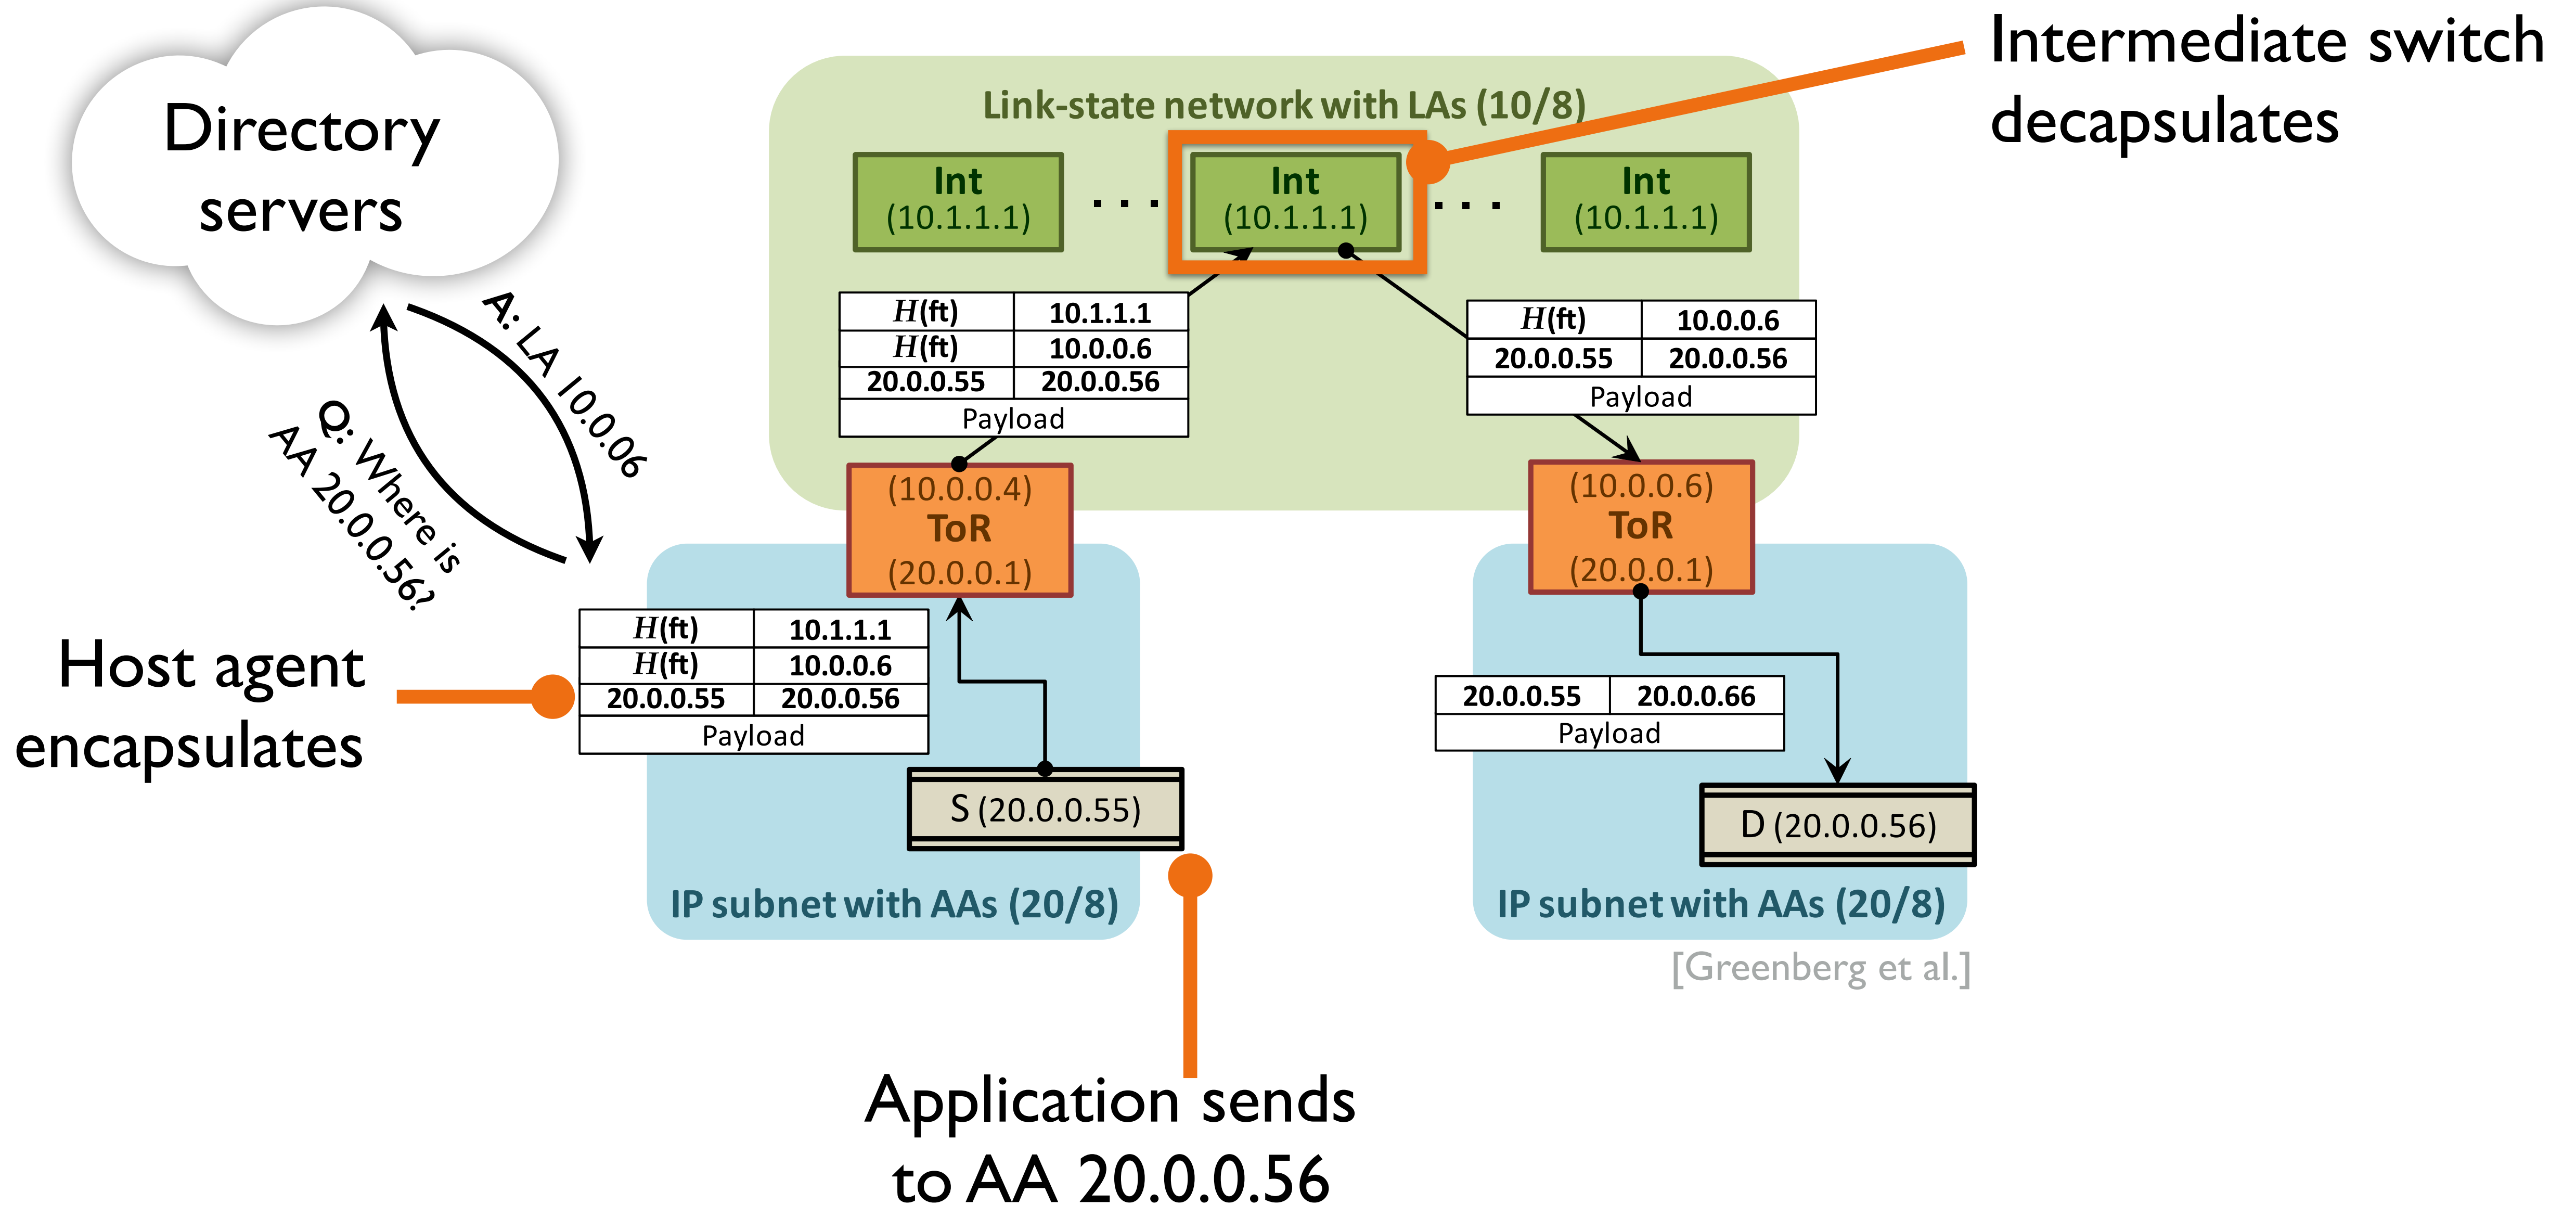 Directory
servers
Intermediate switch
decapsulates
Link-state network with LAs (10/8)
Int
(10.1.1.1)
. . .
Int
(10.1.1.1)
. . .
Int
(10.1.1.1)
A: LA 10.0.06
Q: Where is
AA 20.0.0.56?
H(ft) 10.1.1.1
H(ft) 10.0.0.6
20.0.0.55 20.0.0.56
Payload
H(ft) 10.0.0.6
20.0.0.55 20.0.0.56
Payload
(10.0.0.4)
ToR
(20.0.0.1)
(10.0.0.6)
ToR
(20.0.0.1)
Host agent
encapsulates
H(ft) 10.1.1.1
H(ft) 10.0.0.6
20.0.0.55 20.0.0.56
Payload
20.0.0.55 20.0.0.66
Payload
S (20.0.0.55)
D (20.0.0.56)
IP subnet with AAs (20/8)
IP subnet with AAs (20/8)
[Greenberg et al.]
Application sends
to AA 20.0.0.56